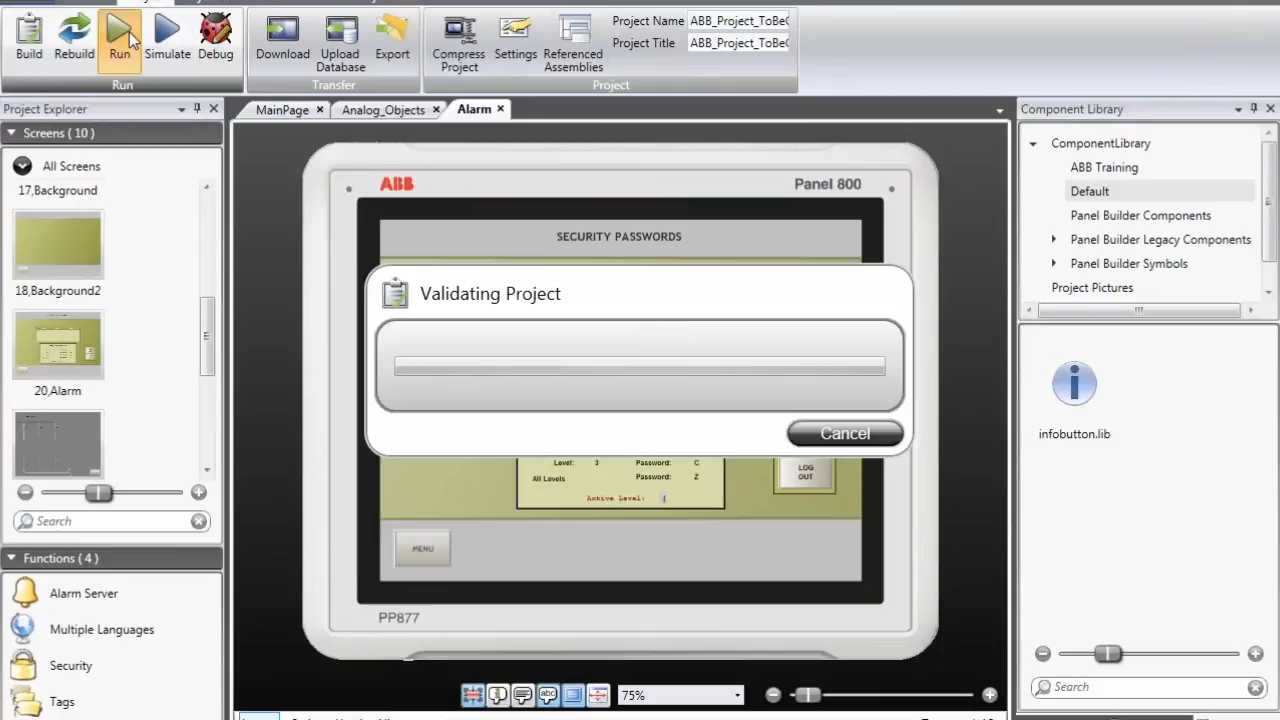 Build
Rebuild
Run
Simulate
Debug
Run
Download
Upload
Database
Export
Transfer
Compress
Project
Settings
Referenced
Assemblies
Project Name
ABB_Project_ToBe
Project Title
ABB_Project_ToBe
Project
Project Explorer
MainPage
Analog_Objects
Alarm
Component Library
Screens ( 10 )
All Screens
17,Background
18,Background2
20,Alarm
Search
Functions ( 4 )
Alarm Server
Multiple Languages
Security
Tags
ABB
Panel 800
SECURITY PASSWORDS
Validating Project
Cancel
Level: 3 Password: C
All Levels Password: Z
Active Level:
LOG
OUT
MENU
PP877
75%
ComponentLibrary
ABB Training
Default
Panel Builder Components
Panel Builder Legacy Components
Panel Builder Symbols
Project Pictures
infobutton.lib
Search